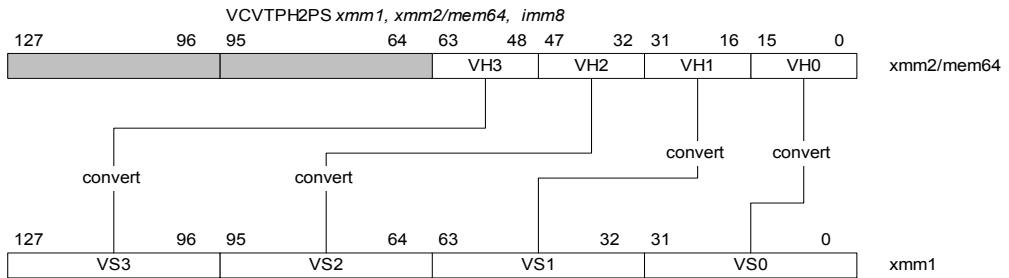 VCVTPH2PS xmm1, xmm2/mem64, imm8
127 96 95 64 63 48 47 32 31 16 15 0
VH3 VH2 VH1 VH0 xmm2/mem64
convert convert
convert convert
127 96 95 64 63 32 31 0
VS3 VS2 VS1 VS0 xmm1